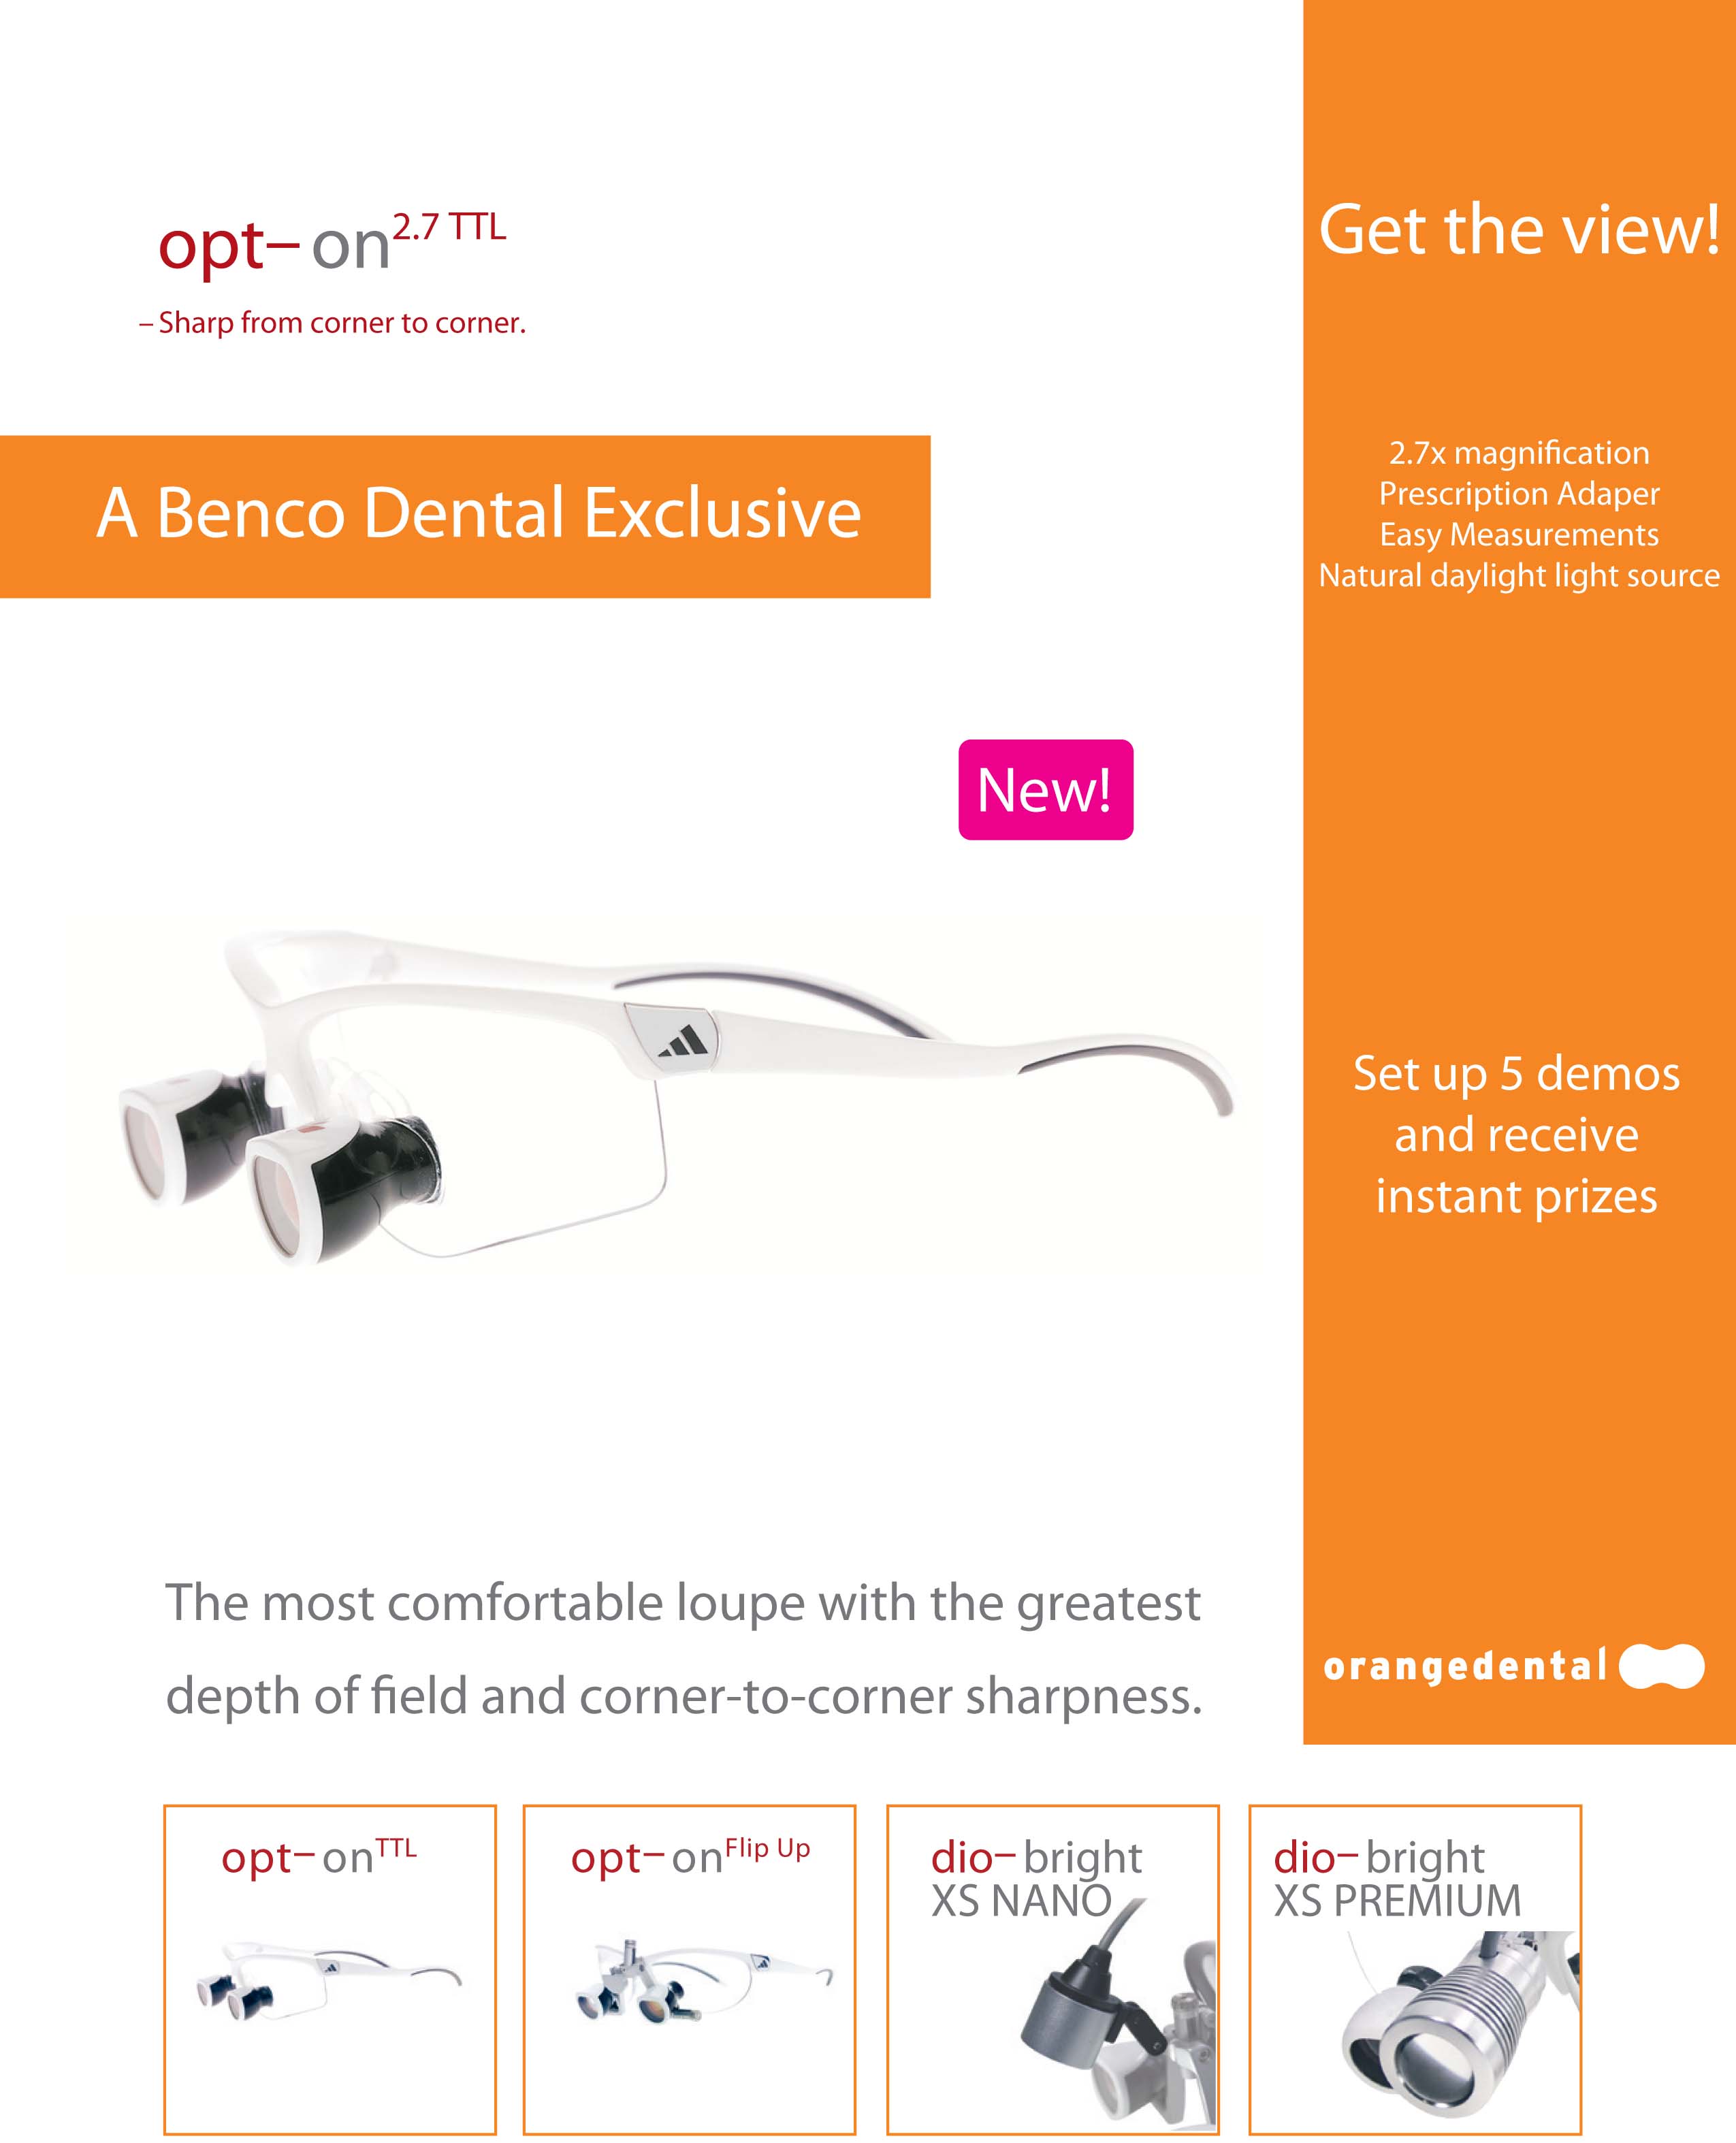 opt– on 2.7 TTL
– Sharp from corner to corner.
A Benco Dental Exclusive
New!
Get the view!
2.7x magnification
Prescription Adaper
Easy Measurements
Natural daylight light source
Set up 5 demos
and receive
instant prizes
orangedental
The most comfortable loupe with the greatest
depth of field and corner-to-corner sharpness.
opt– on TTL
opt– on Flip Up
dio– bright
XS NANO
dio– bright
XS PREMIUM